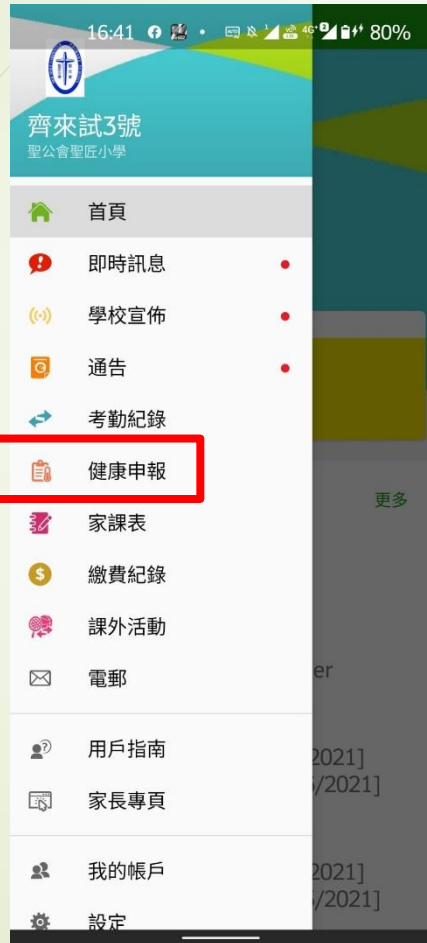 16:41 4G+ 80%
齊來試3號
聖公會聖匠小學
首頁
即時訊息
學校宣佈
通告
考勤紀錄
健康申報
更多
家課表
繳費紀錄
課外活動
電郵
er
用戶指南
2021]
/2021]
家長專頁
我的帳戶
2021]
/2021]
設定